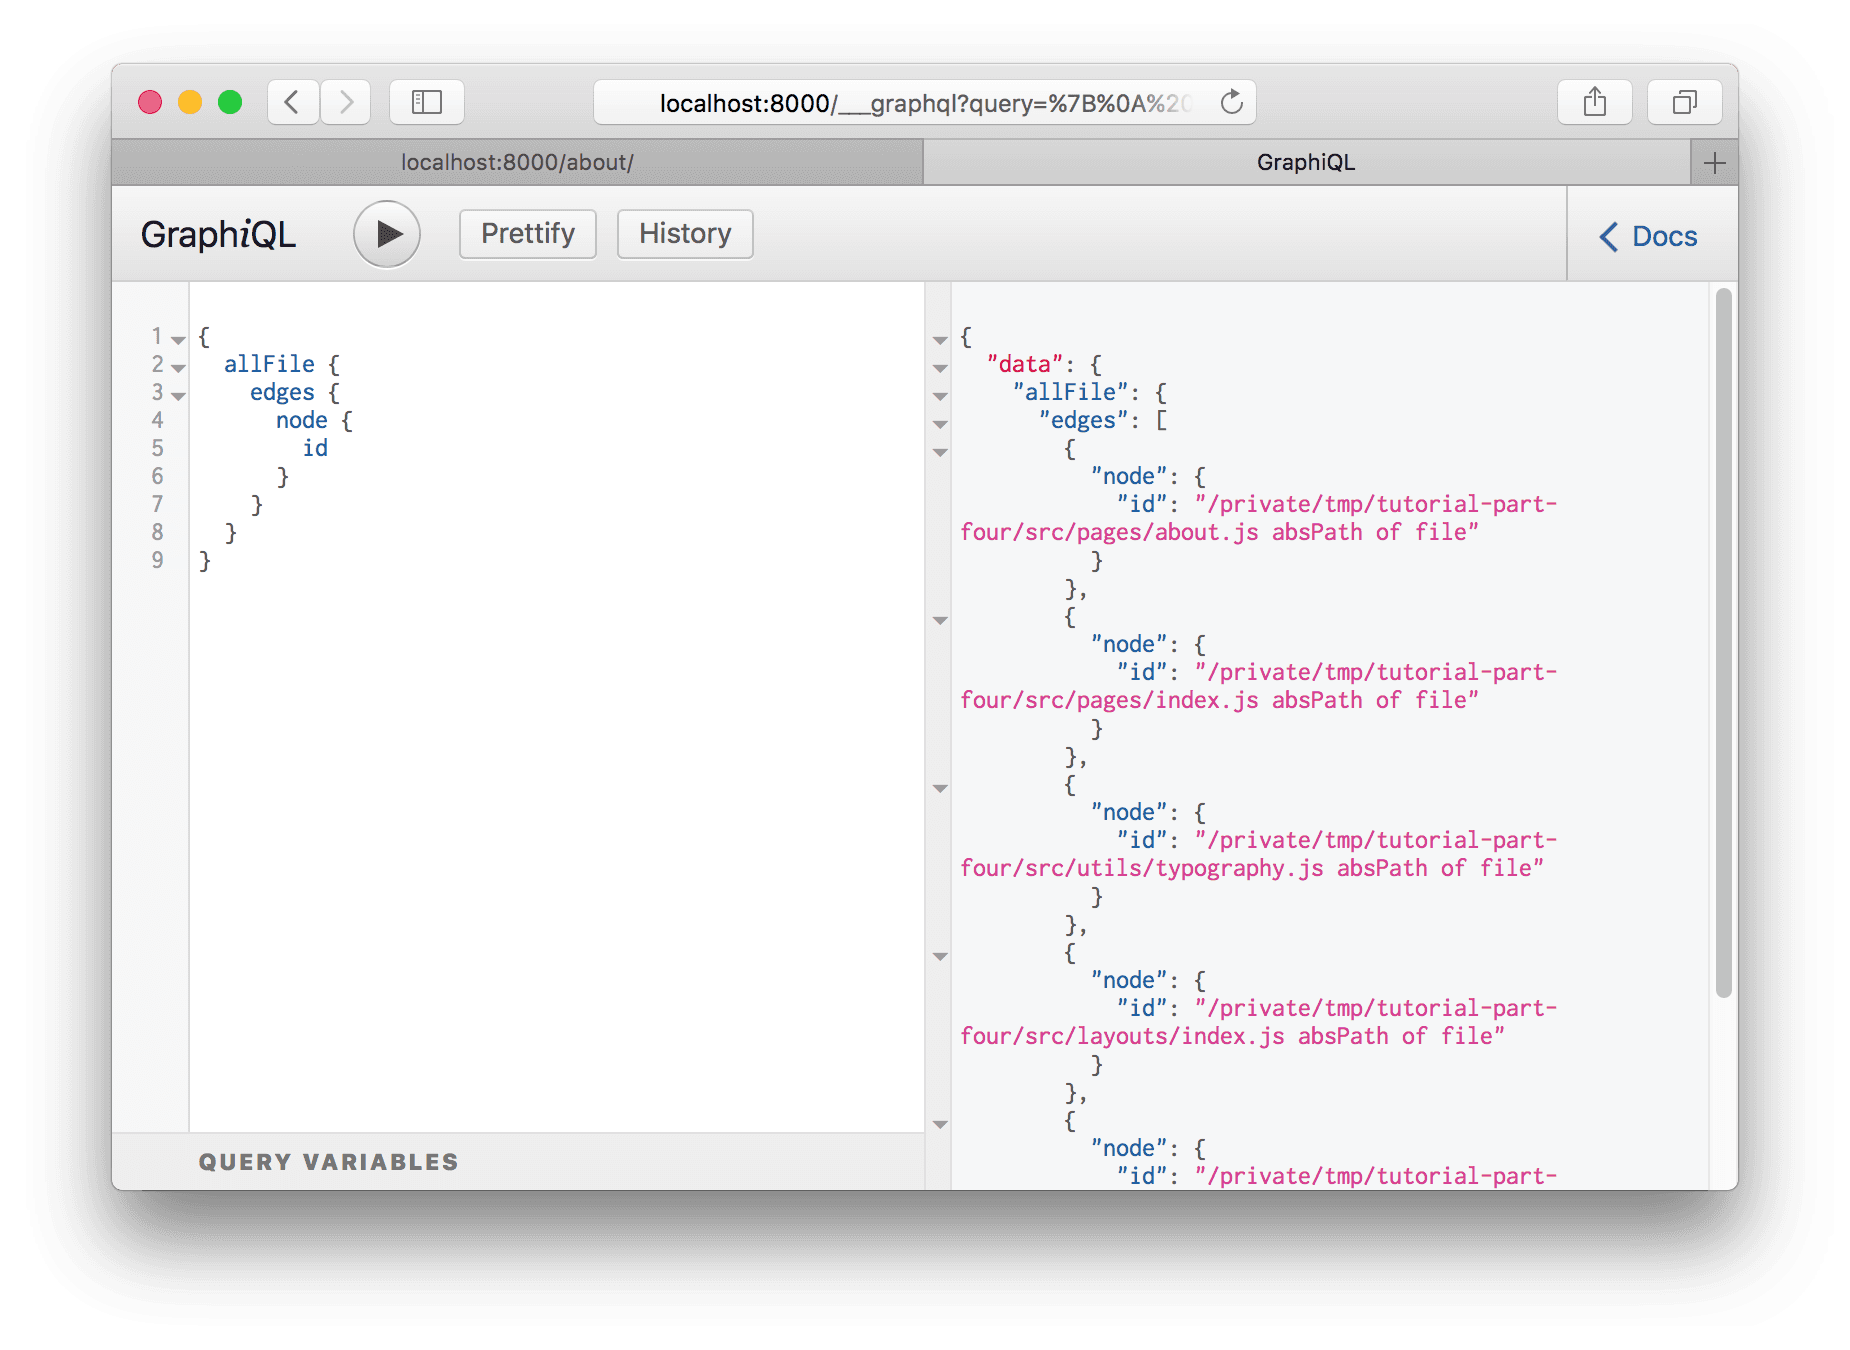 localhost:8000/___graphql?query=%7B%0A%20
localhost:8000/about/
GraphiQL
GraphiQL
Prettify
History
Docs
1 {
2 allFile {
3 edges {
4 node {
5 id
6 }
7 }
8 }
9 }
QUERY VARIABLES
{
"data": {
"allFile": {
"edges": [
{
"node": {
"id": "/private/tmp/tutorial-part-
four/src/pages/about.js absPath of file"
}
},
{
"node": {
"id": "/private/tmp/tutorial-part-
four/src/pages/index.js absPath of file"
}
},
{
"node": {
"id": "/private/tmp/tutorial-part-
four/src/utils/typography.js absPath of file"
}
},
{
"node": {
"id": "/private/tmp/tutorial-part-
four/src/layouts/index.js absPath of file"
}
},
{
"node": {
"id": "/private/tmp/tutorial-part-